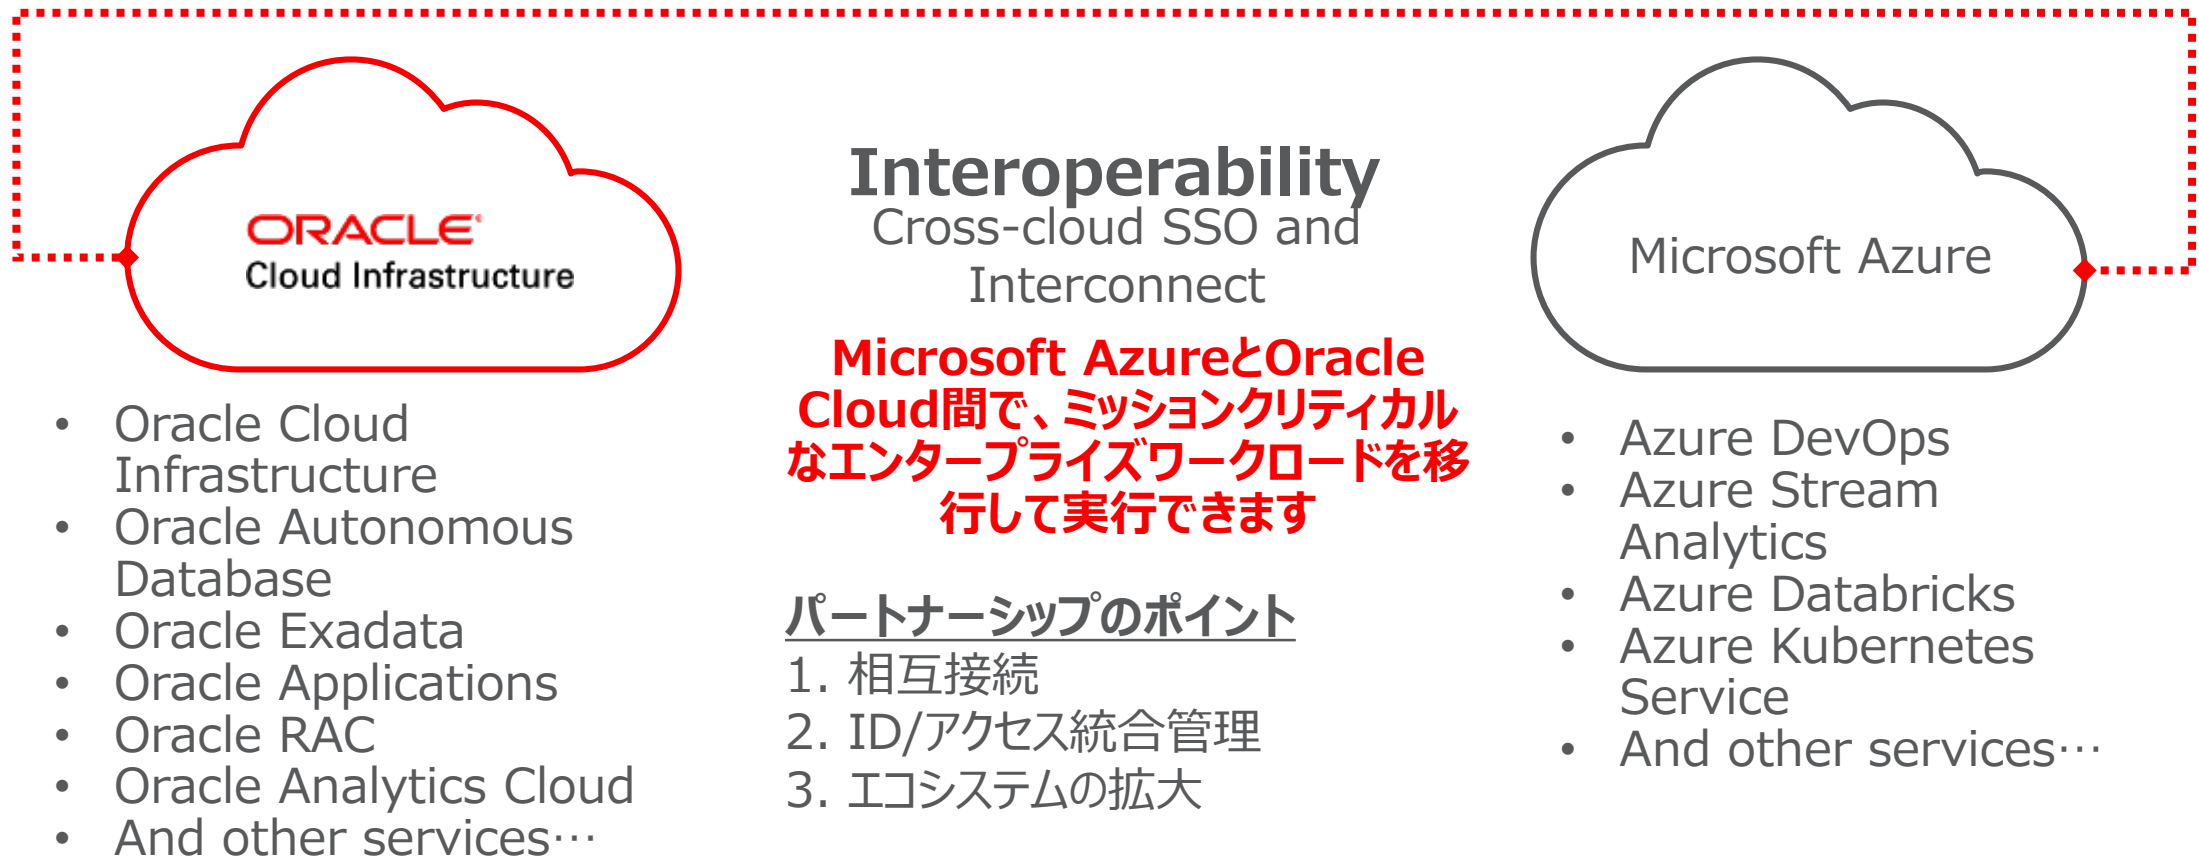 ORACLE
Cloud Infrastructure
• Oracle Cloud
Infrastructure
• Oracle Autonomous
Database
• Oracle Exadata
• Oracle Applications
• Oracle RAC
• Oracle Analytics Cloud
• And other services…
Interoperability
Cross-cloud SSO and
Interconnect
Microsoft AzureとOracle
Cloud間で、ミッションクリティカル
なエンタープライズワークロードを移
行して実行できます
パートナーシップのポイント
1. 相互接続
2. ID/アクセス統合管理
3. エコシステムの拡大
Microsoft Azure
• Azure DevOps
• Azure Stream
Analytics
• Azure Databricks
• Azure Kubernetes
Service
• And other services…